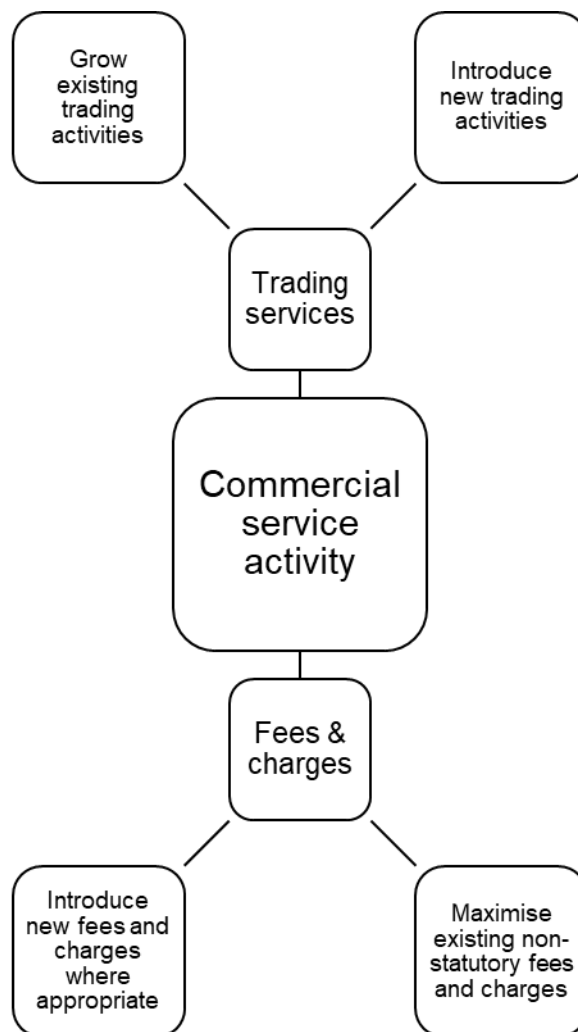 Grow
existing
trading
activities
Introduce
new trading
activities
Trading
services
Commercial
service
activity
Fees &
charges
Introduce
new fees and
charges
where
appropriate
Maximise
existing non-
statutory fees
and charges